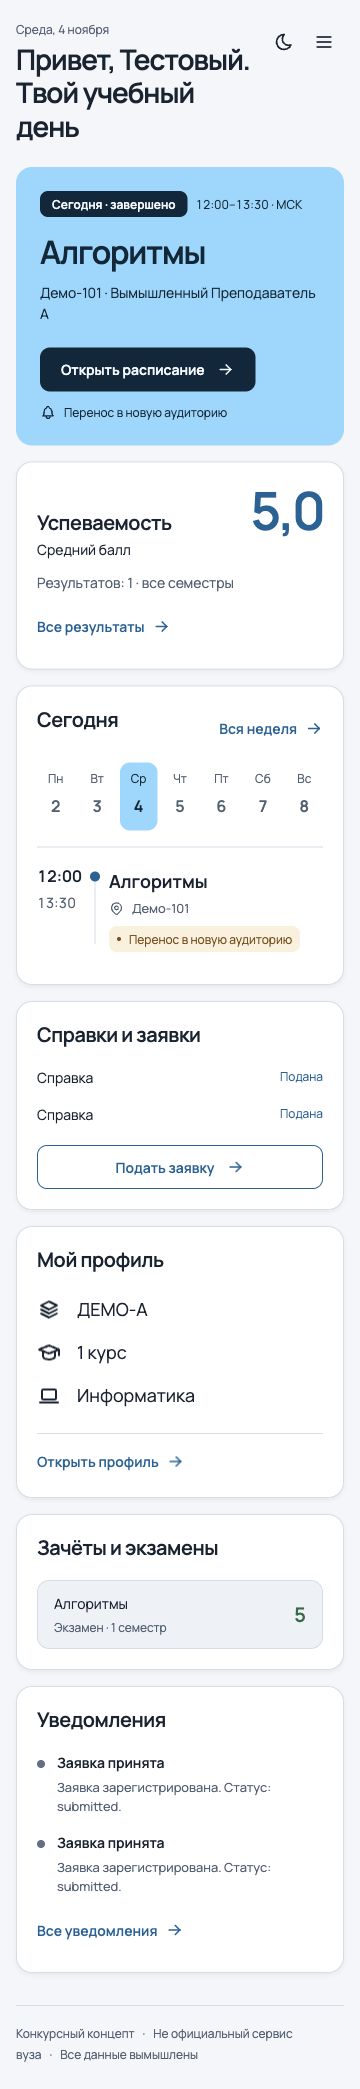 Среда, 4 ноября
Привет, Тестовый.
Твой учебный
день
Сегодня · завершено 12:00–13:30 · МСК
Алгоритмы
Демо-101 · Вымышленный Преподаватель
А
Открыть расписание →
Перенос в новую аудиторию
5,0
Успеваемость
Средний балл
Результатов: 1 · все семестры
Все результаты →
Сегодня
Вся неделя →
Пн Вт Ср Чт Пт Сб Вс
2 3 4 5 6 7 8
12:00 Алгоритмы
13:30 Демо-101
• Перенос в новую аудиторию
Справки и заявки
Справка Подана
Справка Подана
Подать заявку →
Мой профиль
ДЕМО-А
1 курс
Информатика
Открыть профиль →
Зачёты и экзамены
Алгоритмы
5
Экзамен · 1 семестр
Уведомления
Заявка принята
Заявка зарегистрирована. Статус:
submitted.
Заявка принята
Заявка зарегистрирована. Статус:
submitted.
Все уведомления →
Конкурсный концепт · Не официальный сервис
вуза · Все данные вымышлены